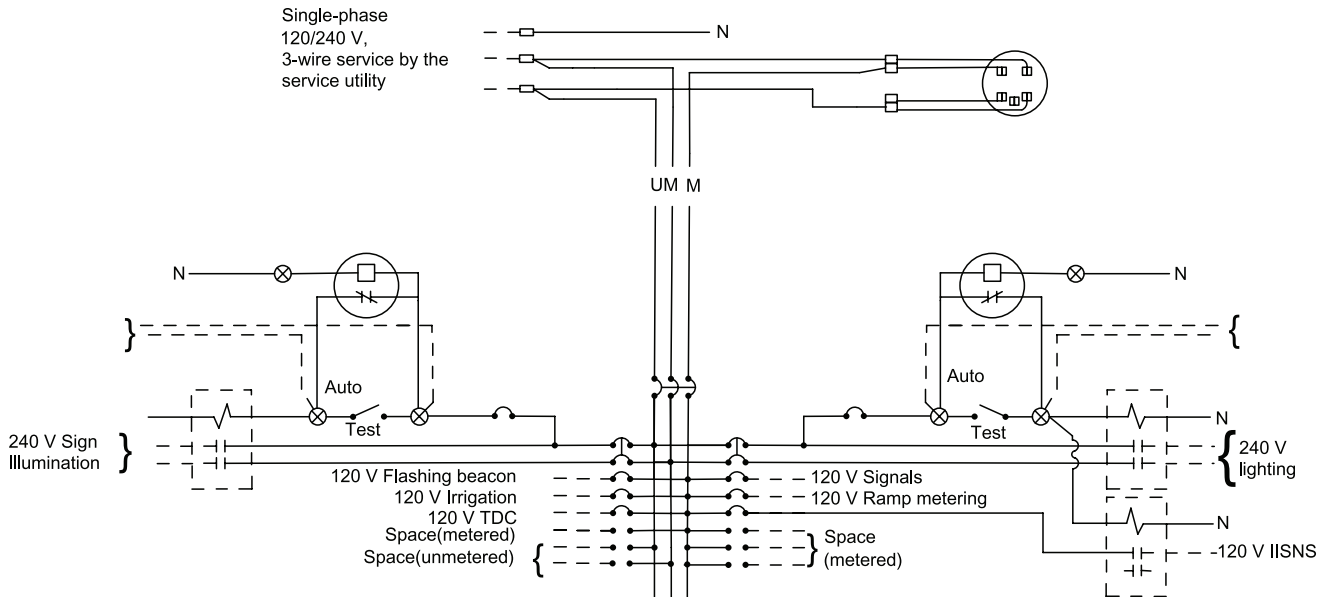 Single-phase
120/240 V,
3-wire service by the
service utility
N
UM M
N
N
Auto
Auto
Test
Test
N
240 V Sign
Illumination
240 V
lighting
120 V Flashing beacon
120 V Signals
120 V Irrigation
120 V Ramp metering
120 V TDC
Space(metered)
Space
(metered)
Space(unmetered)
N
120 V IISNS